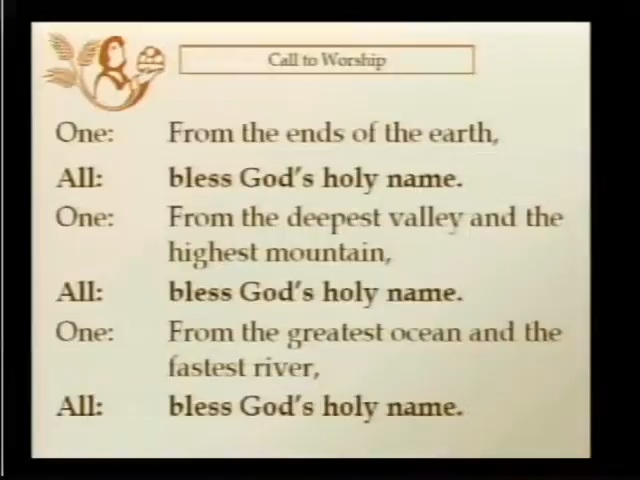 Call to Worship
One: From the ends of the earth,
All: bless God's holy name.
One: From the deepest valley and the
highest mountain,
All: bless God's holy name.
One: From the greatest ocean and the
fastest river,
All: bless God's holy name.